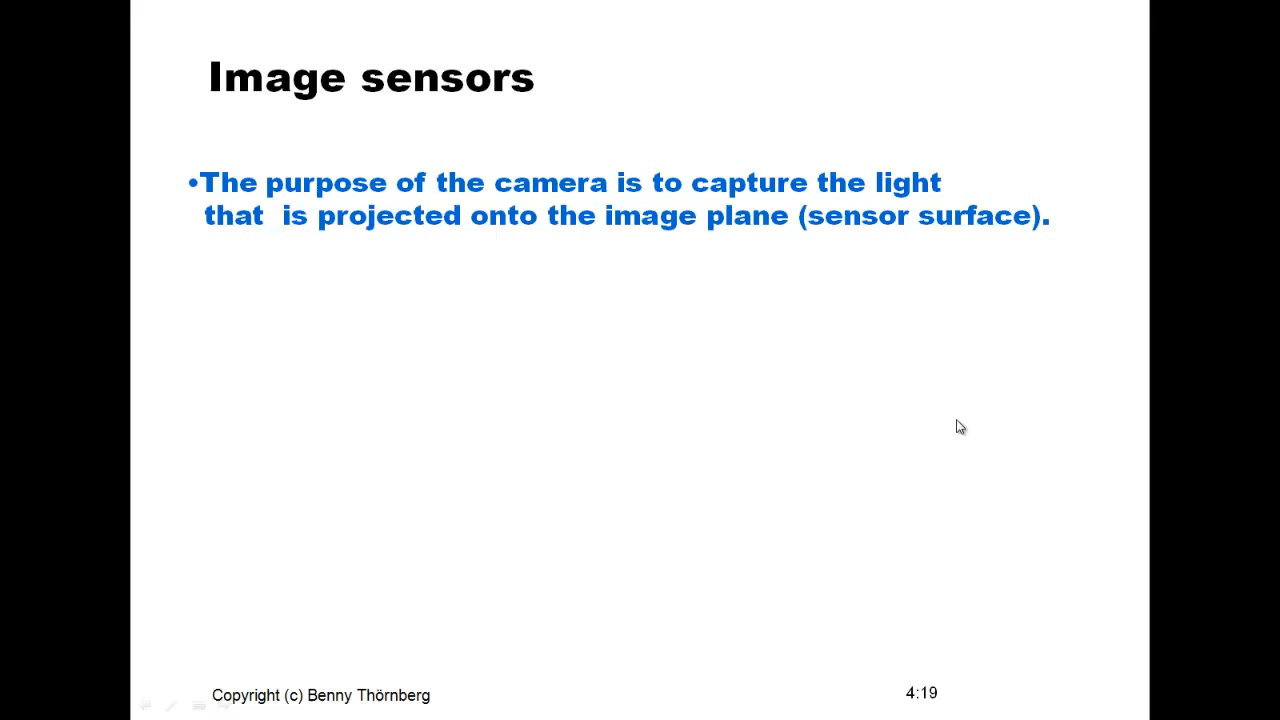 Image sensors
•The purpose of the camera is to capture the light
that is projected onto the image plane (sensor surface).
Copyright (c) Benny Thörnberg
4:19